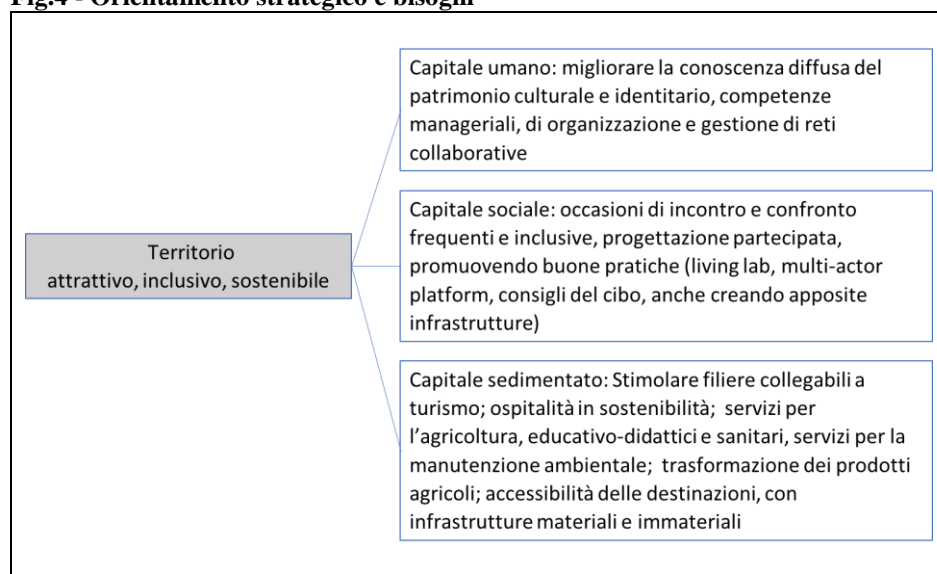 Fig.4 - Orientamento strategico e bisogni
Capitale umano: migliorare la conoscenza diffusa del
patrimonio culturale e identitario, competenze
manageriali, di organizzazione e gestione di reti
collaborative
Territorio
attrattivo, inclusivo, sostenibile
Capitale sociale: occasioni di incontro e confronto
frequenti e inclusive, progettazione partecipata,
promuovendo buone pratiche (living lab, multi-actor
platform, consigli del cibo, anche creando apposite
infrastrutture)
Capitale sedimentato: Stimolare filiere collegabili a
turismo; ospitalità in sostenibilità;  servizi per
l’agricoltura, educativo-didattici e sanitari, servizi per la
manutenzione ambientale;  trasformazione dei prodotti
agricoli; accessibilità delle destinazioni, con
infrastrutture materiali e immateriali